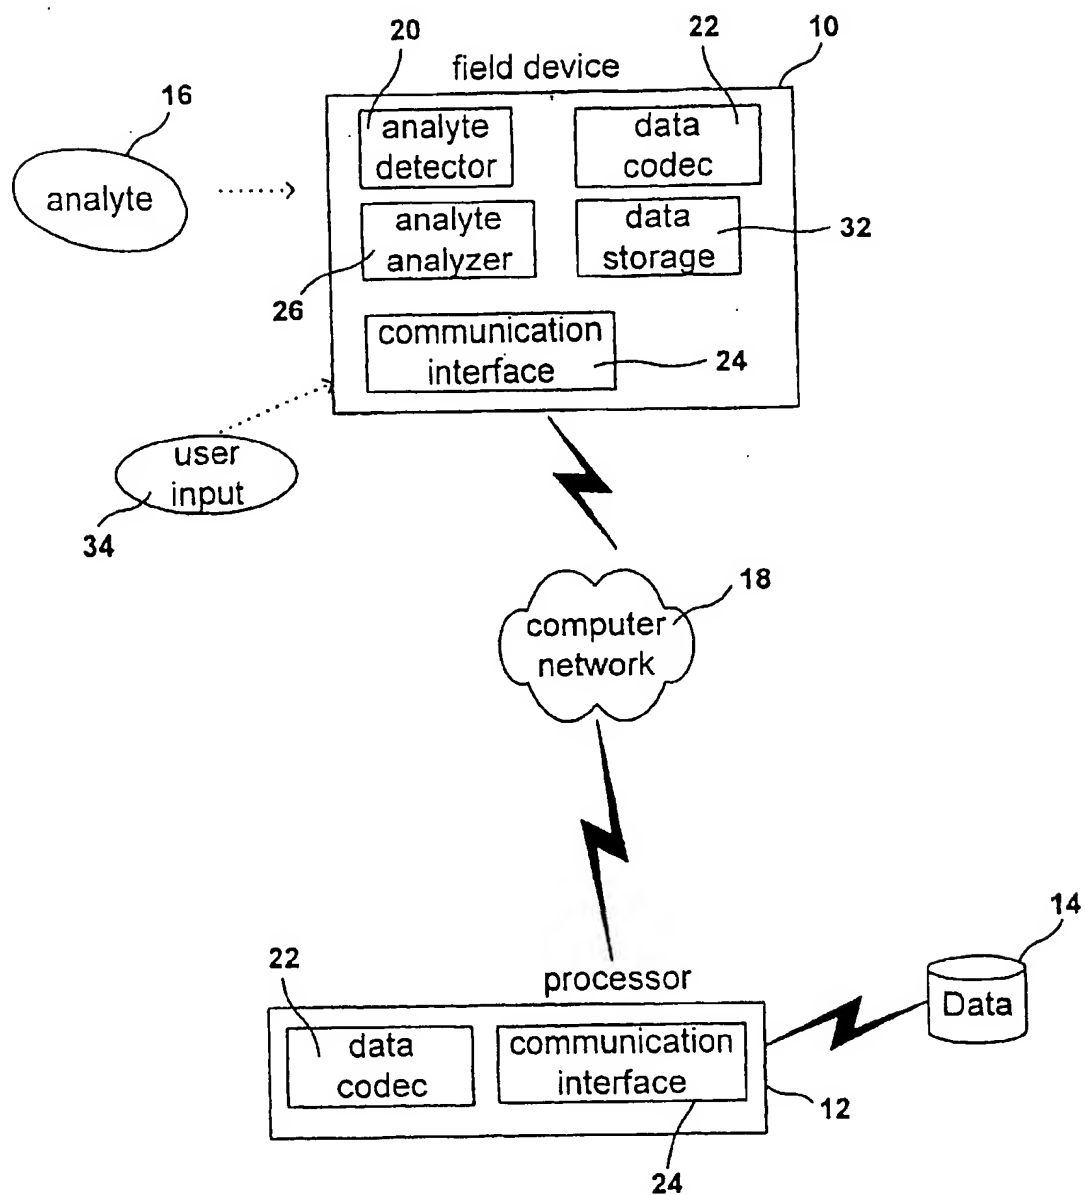 20
22
10
field device
16
analyte
detector
data
codec
analyte
analyte
analyzer
data
storage
32
26
communication
interface
24
user
input
34
18
computer
network
14
22
processor
Data
data
codec
communication
interface
12
24